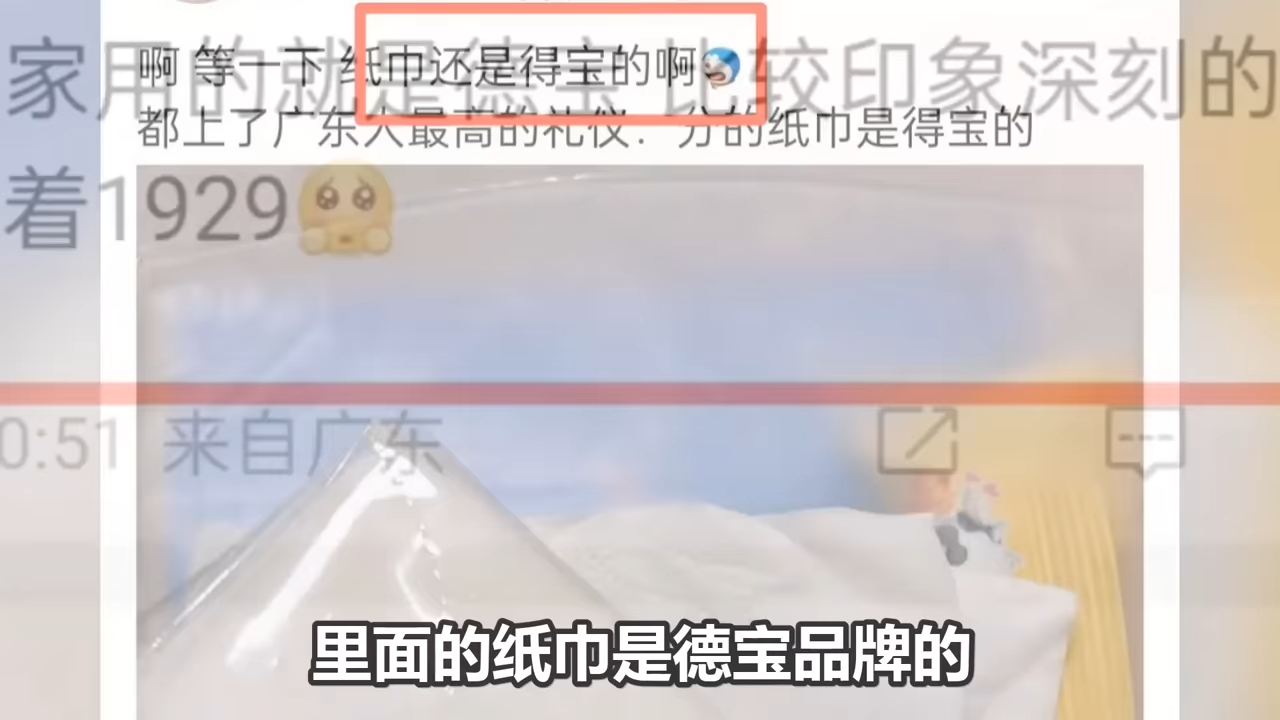 啊 等一下 纸巾还是得宝的啊
家用的就是德宝 比较印象深刻的
都上了广东人最高的礼仪.分的纸巾是得宝的
着1929
0:51 来自广东
里面的纸巾是德宝品牌的